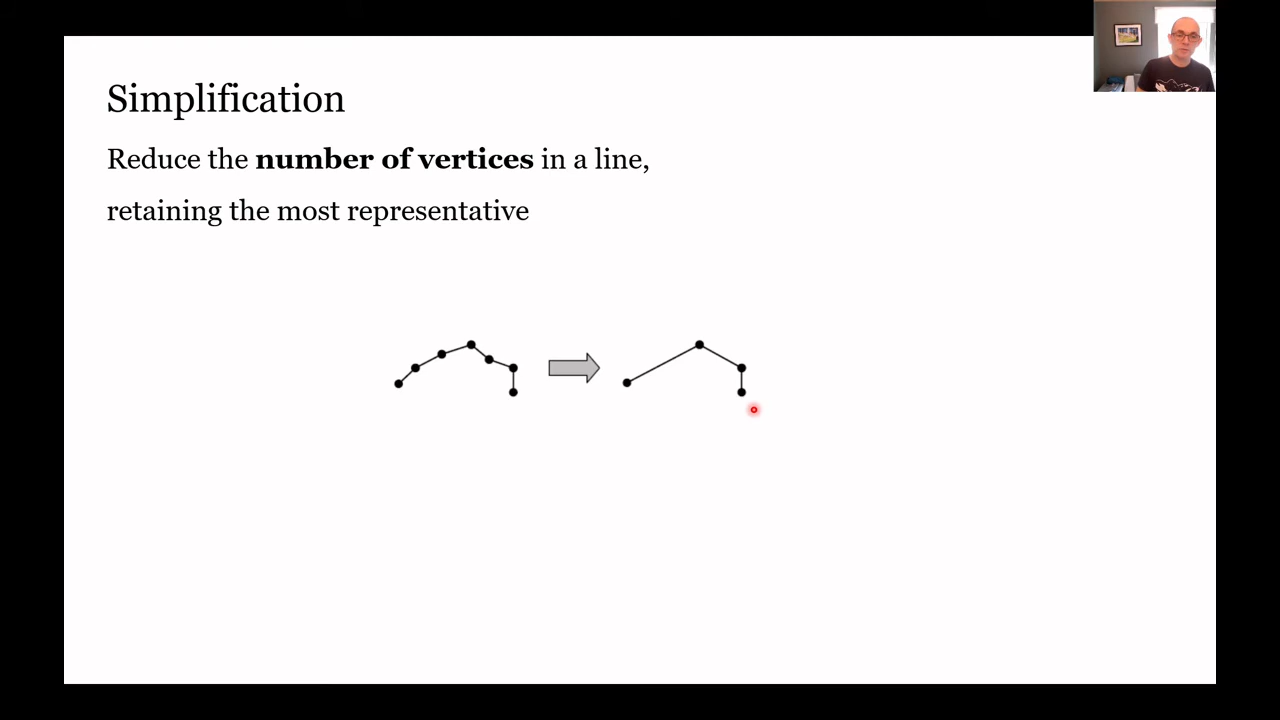 Simplification
Reduce the number of vertices in a line,
retaining the most representative